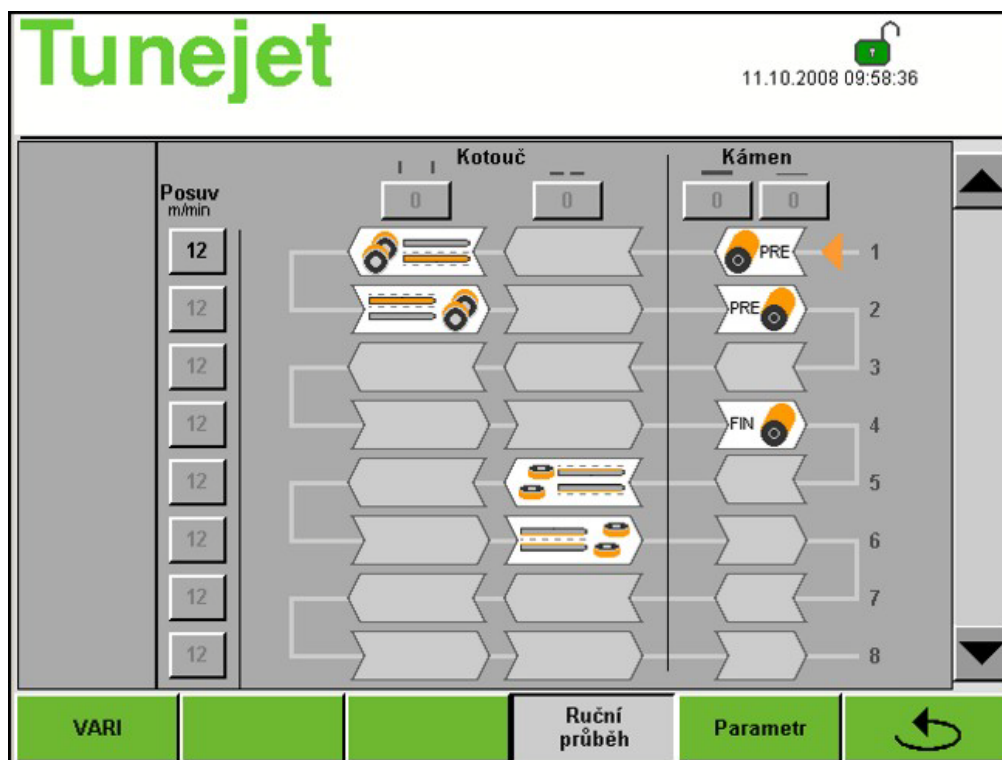 Tunejet
11.10.2008 09:58:36
Kotouč
Kámen
Posuv
m/min
0
0
0
0
12
PRE
1
12
PRE
2
12
3
12
FIN
4
12
5
12
6
12
7
12
8
VARI
Ruční
průběh
Parametr